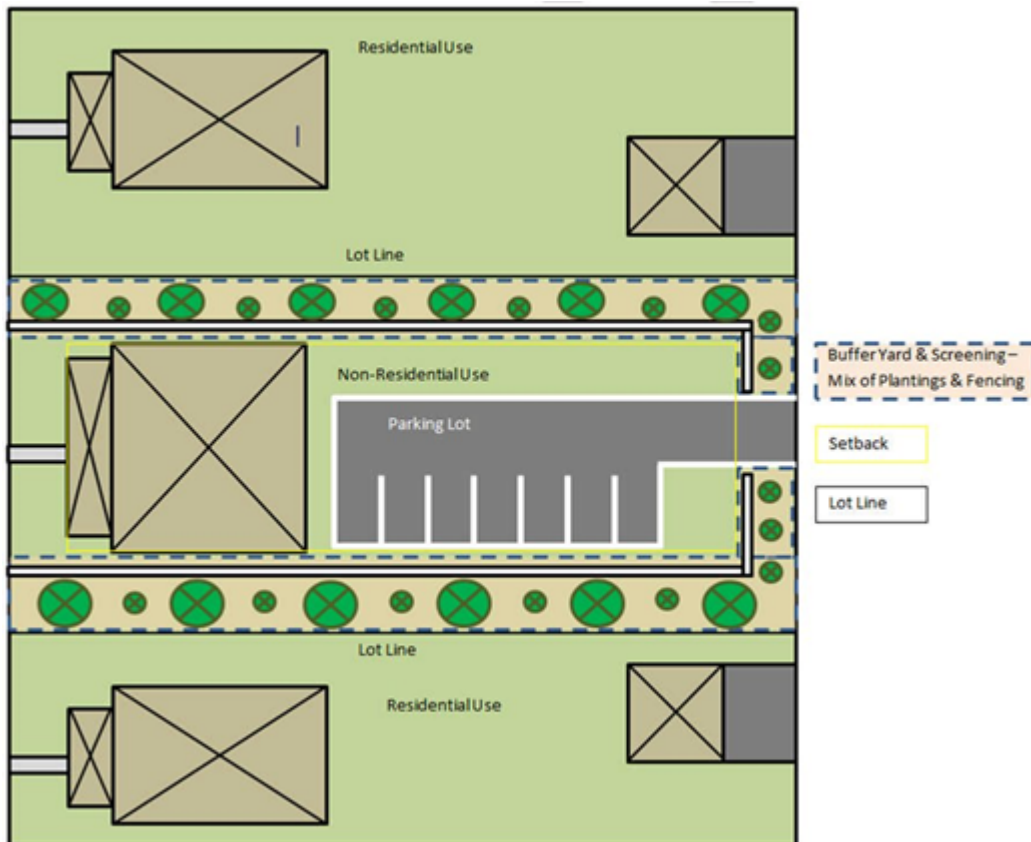 Residential Use
Lot Line
Non-Residential Use
Parking Lot
Buffer Yard & Screening –
Mix of Plantings & Fencing
Setback
Lot Line
Lot Line
Residential Use